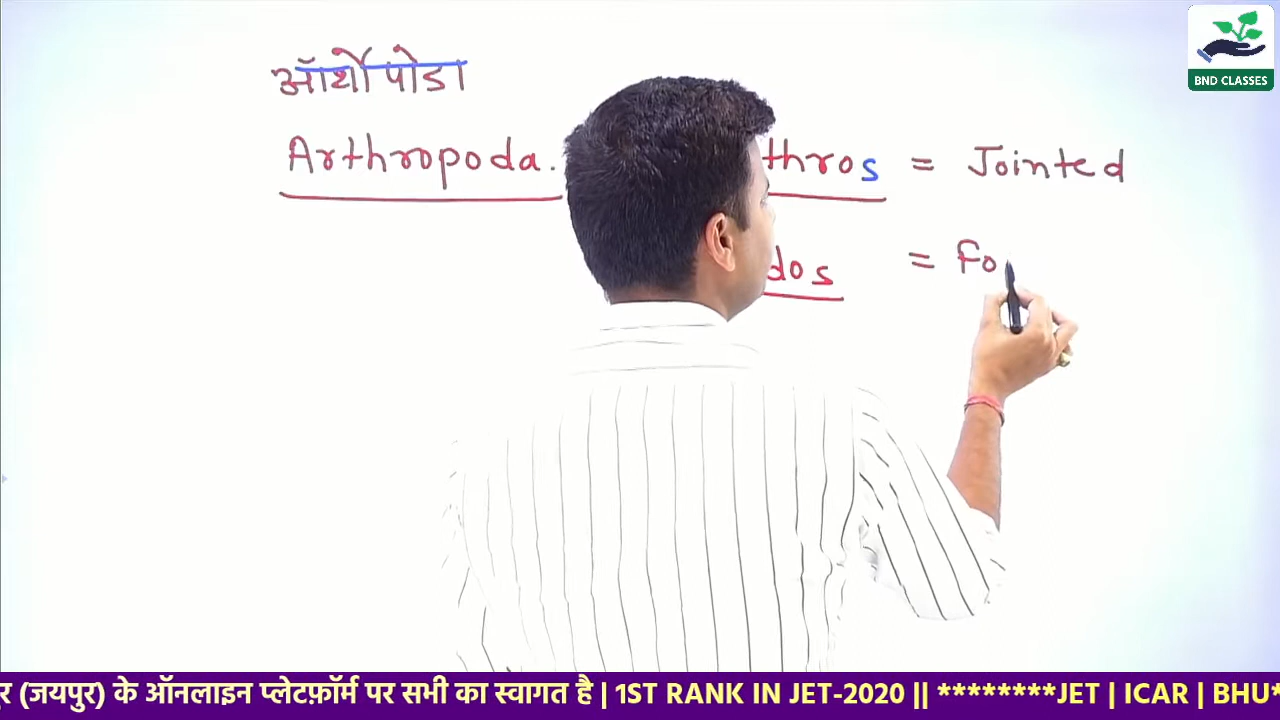 BND CLASSES
ऑर्थोपोडा
Arthropoda. thros = Jointed
dos = Fo
र (जयपुर) के ऑनलाइन प्लेटफ़ॉर्म पर सभी का स्वागत है | 1ST RANK IN JET-2020 || ********JET | ICAR | BHU*